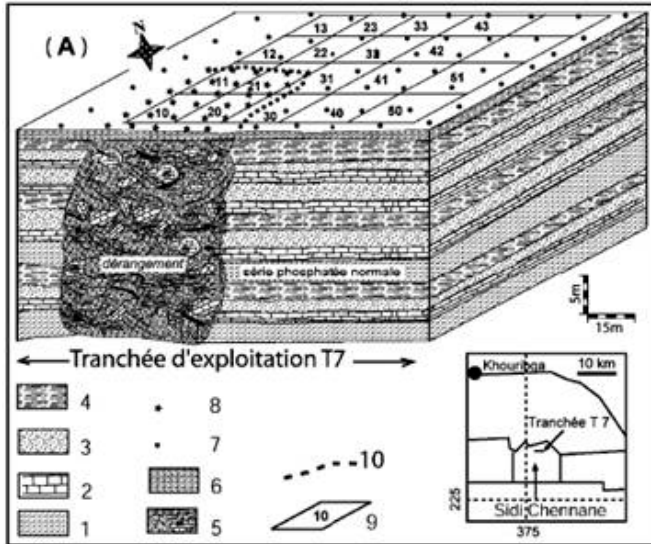 (A)
N
13 23 33 43
12 22 32 42
11 21 31 41 51
10 20 30 40 50
dérangement
série phosphatée normale
5m
15m
Tranchée d'exploitation T7
4 8
3 7
2 6 10
1 5 10 9
Khouribga
10 km
Tranchée T 7
225
Sidi Chennane
375